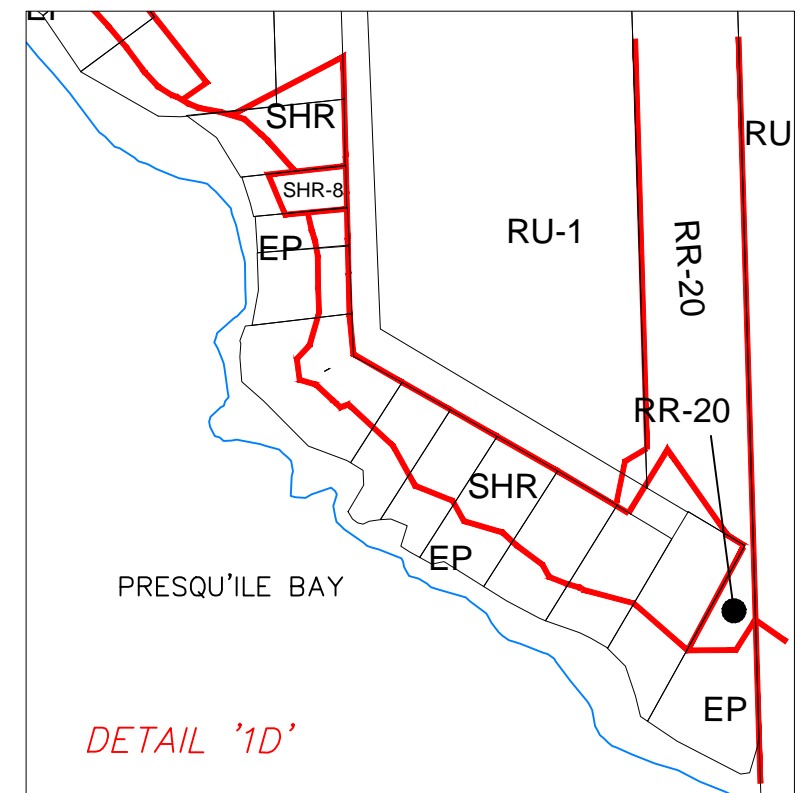 EP
SHR
RU
SHR-8
RU-1
EP
RR-20
RR-20
SHR
EP
PRESQU'ILE BAY
EP
DETAIL '1D'